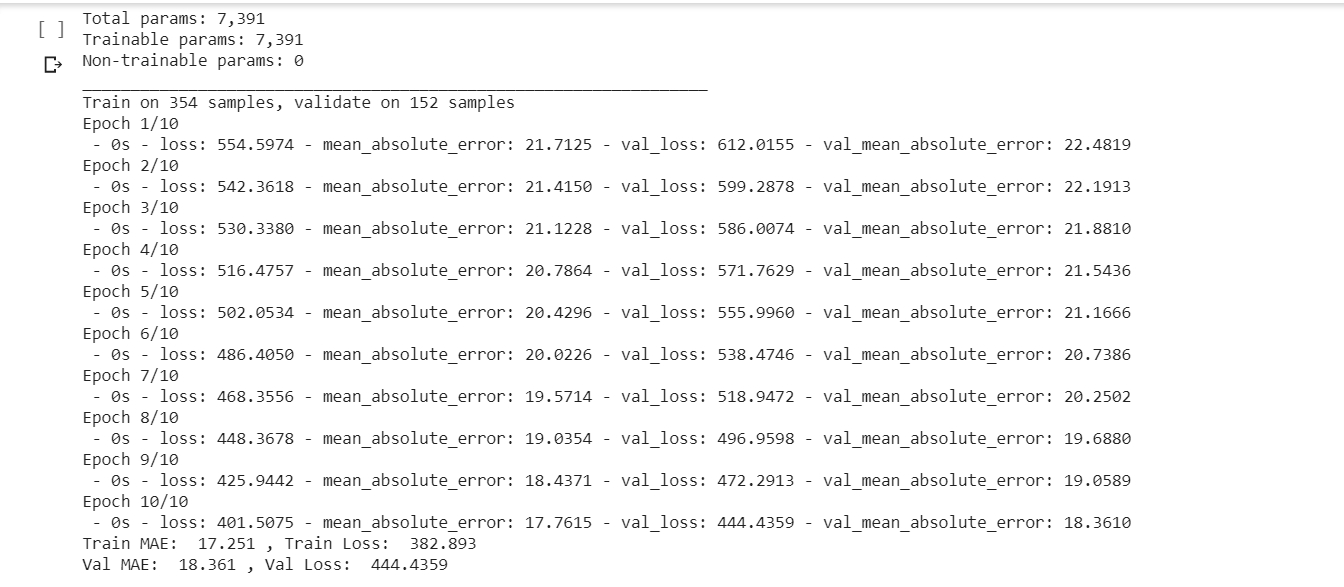 Total params: 7,391
[ ] Trainable params: 7,391
Non-trainable params: 0
_________________________________________________________________
Train on 354 samples, validate on 152 samples
Epoch 1/10
 - 0s - loss: 554.5974 - mean_absolute_error: 21.7125 - val_loss: 612.0155 - val_mean_absolute_error: 22.4819
Epoch 2/10
 - 0s - loss: 542.3618 - mean_absolute_error: 21.4150 - val_loss: 599.2878 - val_mean_absolute_error: 22.1913
Epoch 3/10
 - 0s - loss: 530.3380 - mean_absolute_error: 21.1228 - val_loss: 586.0074 - val_mean_absolute_error: 21.8810
Epoch 4/10
 - 0s - loss: 516.4757 - mean_absolute_error: 20.7864 - val_loss: 571.7629 - val_mean_absolute_error: 21.5436
Epoch 5/10
 - 0s - loss: 502.0534 - mean_absolute_error: 20.4296 - val_loss: 555.9960 - val_mean_absolute_error: 21.1666
Epoch 6/10
 - 0s - loss: 486.4050 - mean_absolute_error: 20.0226 - val_loss: 538.4746 - val_mean_absolute_error: 20.7386
Epoch 7/10
 - 0s - loss: 468.3556 - mean_absolute_error: 19.5714 - val_loss: 518.9472 - val_mean_absolute_error: 20.2502
Epoch 8/10
 - 0s - loss: 448.3678 - mean_absolute_error: 19.0354 - val_loss: 496.9598 - val_mean_absolute_error: 19.6880
Epoch 9/10
 - 0s - loss: 425.9442 - mean_absolute_error: 18.4371 - val_loss: 472.2913 - val_mean_absolute_error: 19.0589
Epoch 10/10
 - 0s - loss: 401.5075 - mean_absolute_error: 17.7615 - val_loss: 444.4359 - val_mean_absolute_error: 18.3610
Train MAE:  17.251 , Train Loss:  382.893
Val MAE:  18.361 , Val Loss:  444.4359